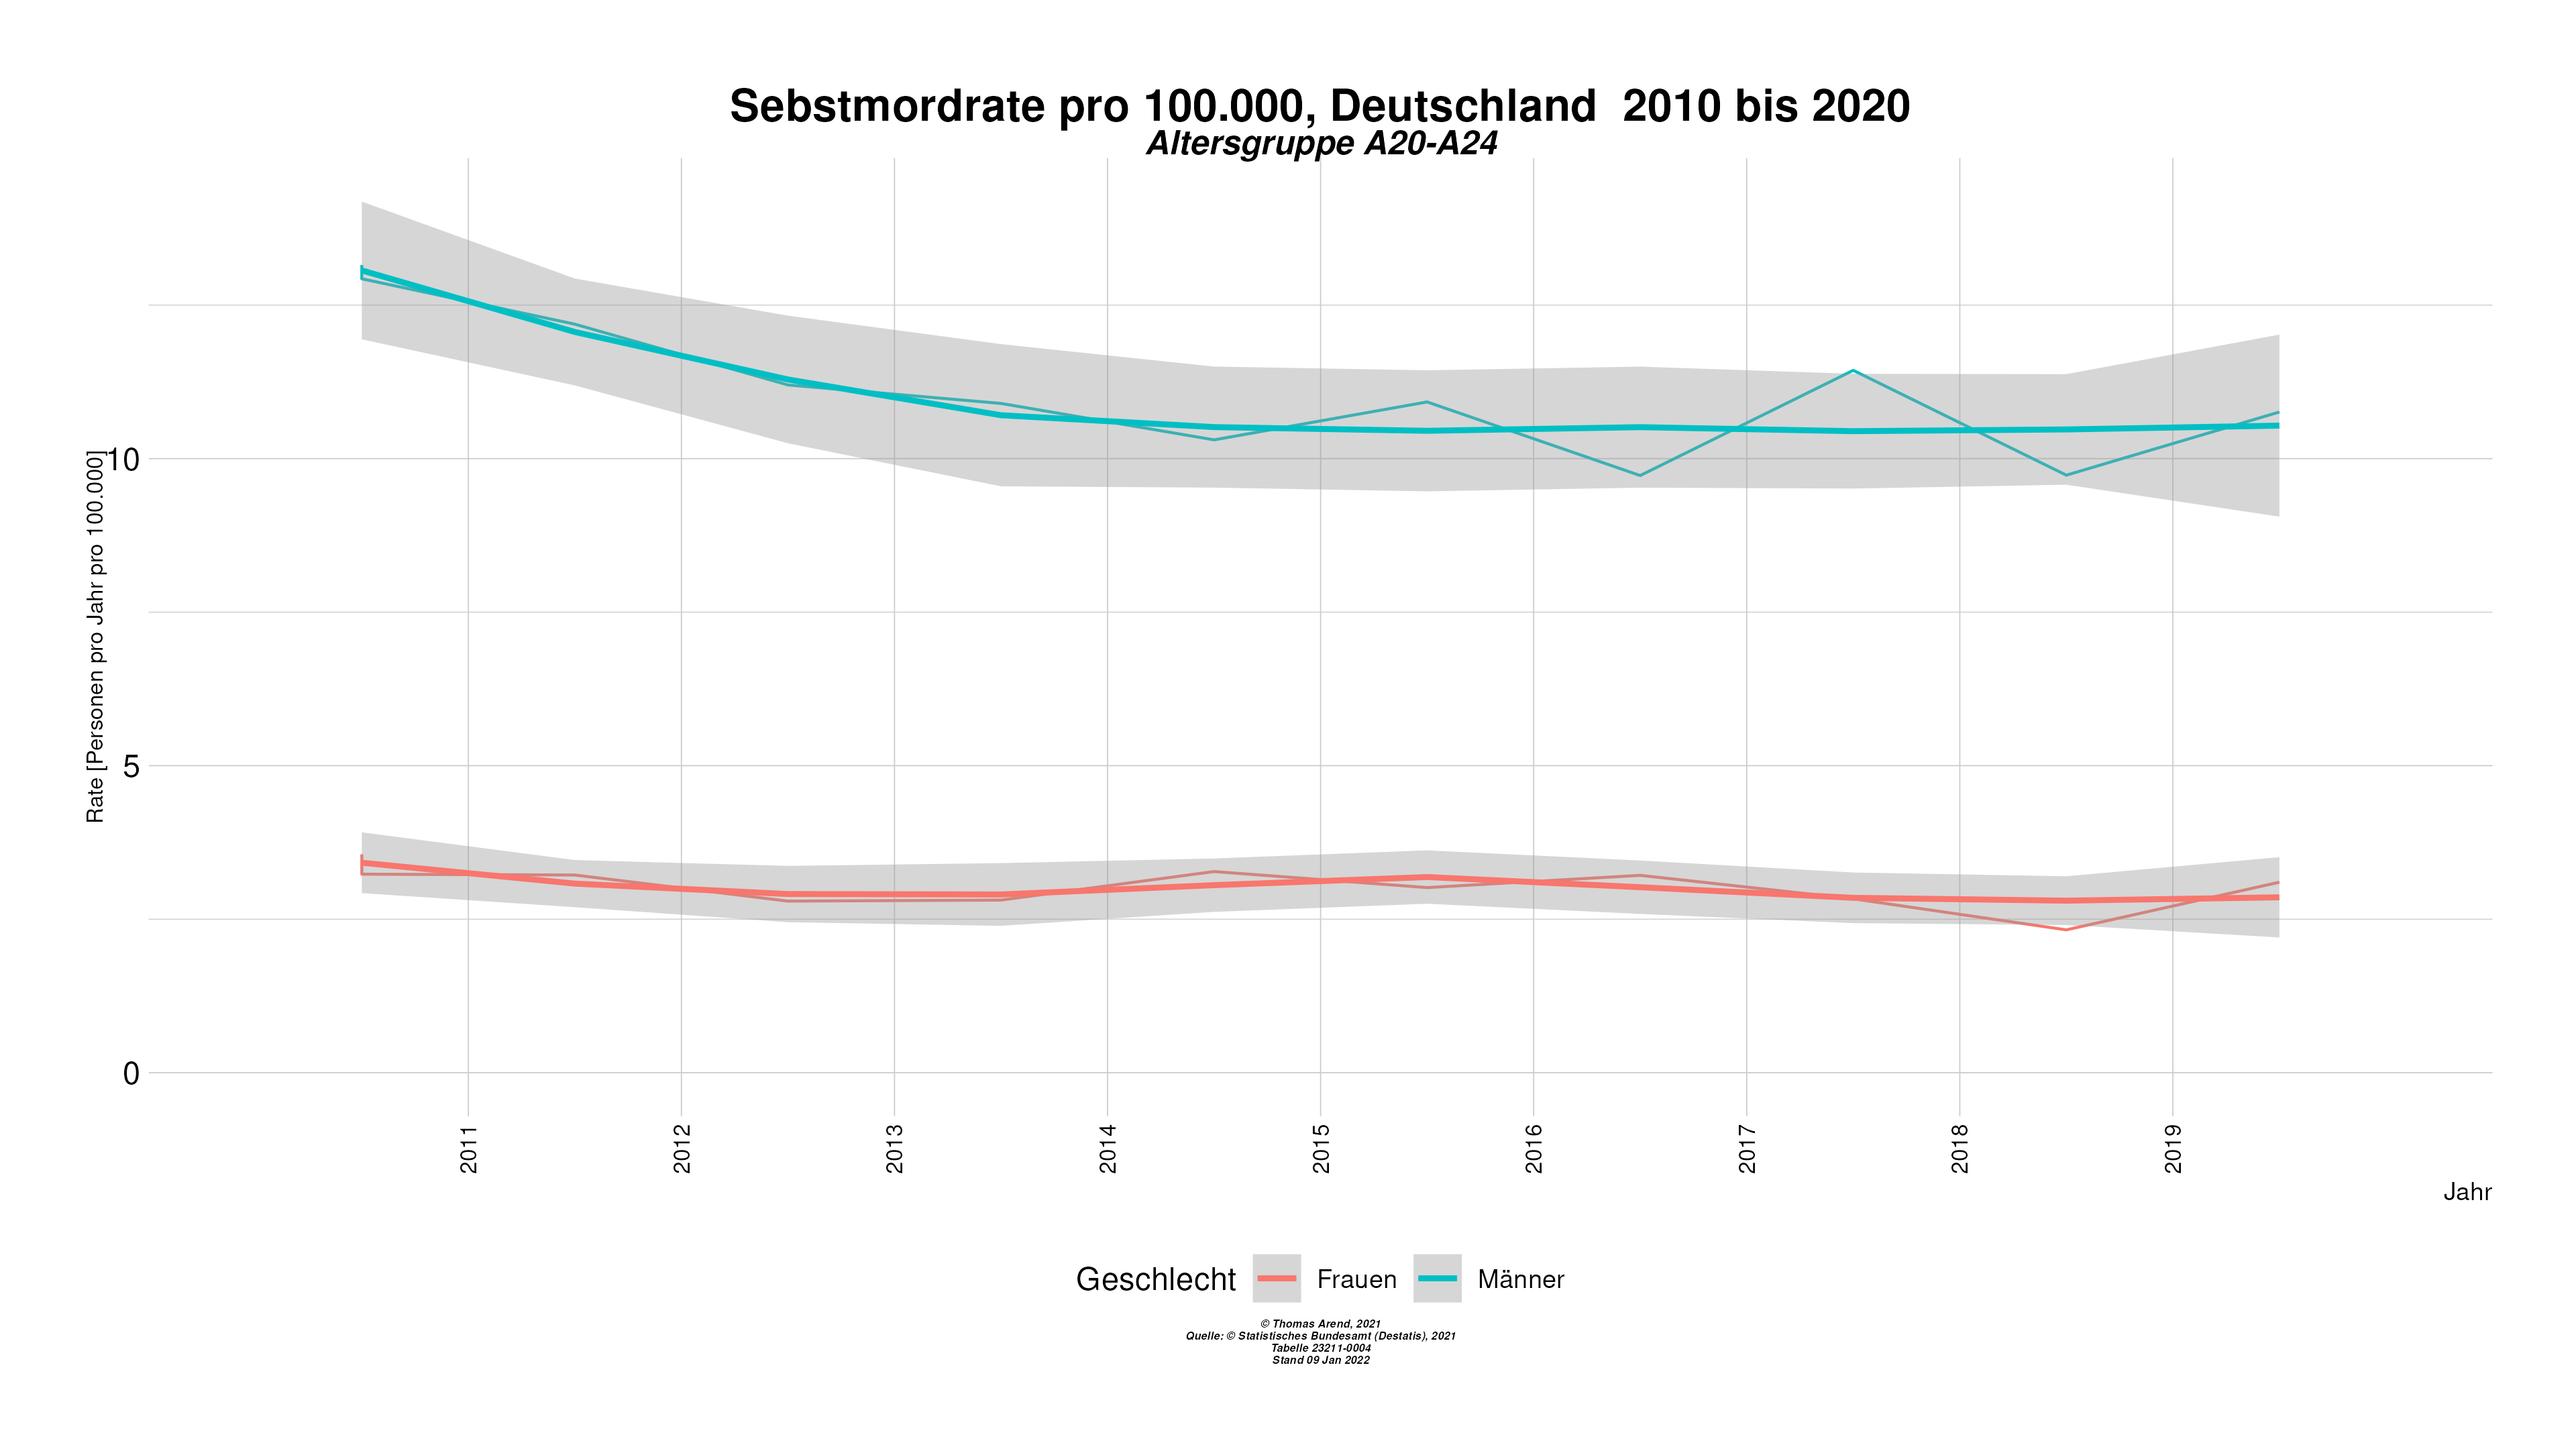 Sebstmordrate pro 100.000, Deutschland  2010 bis 2020
Altersgruppe A20-A24
Rate [Personen pro Jahr pro 100.000]
10
5
0
2011
2012
2013
2014
2015
2016
2017
2018
2019
Jahr
Geschlecht Frauen Männer
© Thomas Arend, 2021
Quelle: © Statistisches Bundesamt (Destatis), 2021
Tabelle 23211-0004
Stand 09 Jan 2022